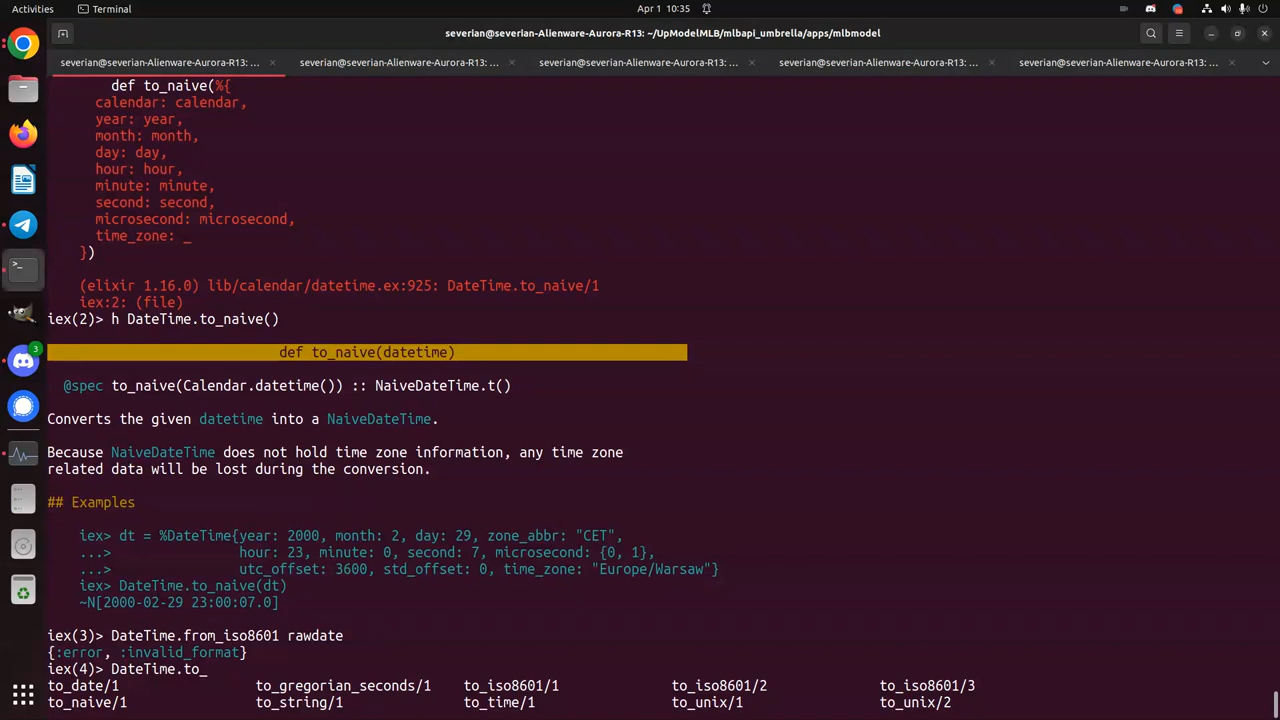 Activities
Terminal
Apr 1 10:35
severian@severian-Alienware-Aurora-R13: ~/UpModelMLB/mlbapi_umbrella/apps/mlbmodel
severian@severian-Alienware-Aurora-R13: ...
severian@severian-Alienware-Aurora-R13: ...
severian@severian-Alienware-Aurora-R13: ...
severian@severian-Alienware-Aurora-R13: ...
severian@severian-Alienware-Aurora-R13: ...
def to_naive(%{
calendar: calendar,
year: year,
month: month,
day: day,
hour: hour,
minute: minute,
second: second,
microsecond: microsecond,
time_zone: _
})
(elixir 1.16.0) lib/calendar/datetime.ex:925: DateTime.to_naive/1
iex:2: (file)
iex(2)> h DateTime.to_naive()
def to_naive(datetime)
@spec to_naive(Calendar.datetime()) :: NaiveDateTime.t()
Converts the given datetime into a NaiveDateTime.
Because NaiveDateTime does not hold time zone information, any time zone
related data will be lost during the conversion.
## Examples
iex> dt = %DateTime{year: 2000, month: 2, day: 29, zone_abbr: "CET",
...> hour: 23, minute: 0, second: 7, microsecond: {0, 1},
...> utc_offset: 3600, std_offset: 0, time_zone: "Europe/Warsaw"}
iex> DateTime.to_naive(dt)
~N[2000-02-29 23:00:07.0]
iex(3)> DateTime.from_iso8601 rawdate
{:error, :invalid_format}
iex(4)> DateTime.to_
to_date/1 to_gregorian_seconds/1 to_iso8601/1 to_iso8601/2 to_iso8601/3
to_naive/1 to_string/1 to_time/1 to_unix/1 to_unix/2
3